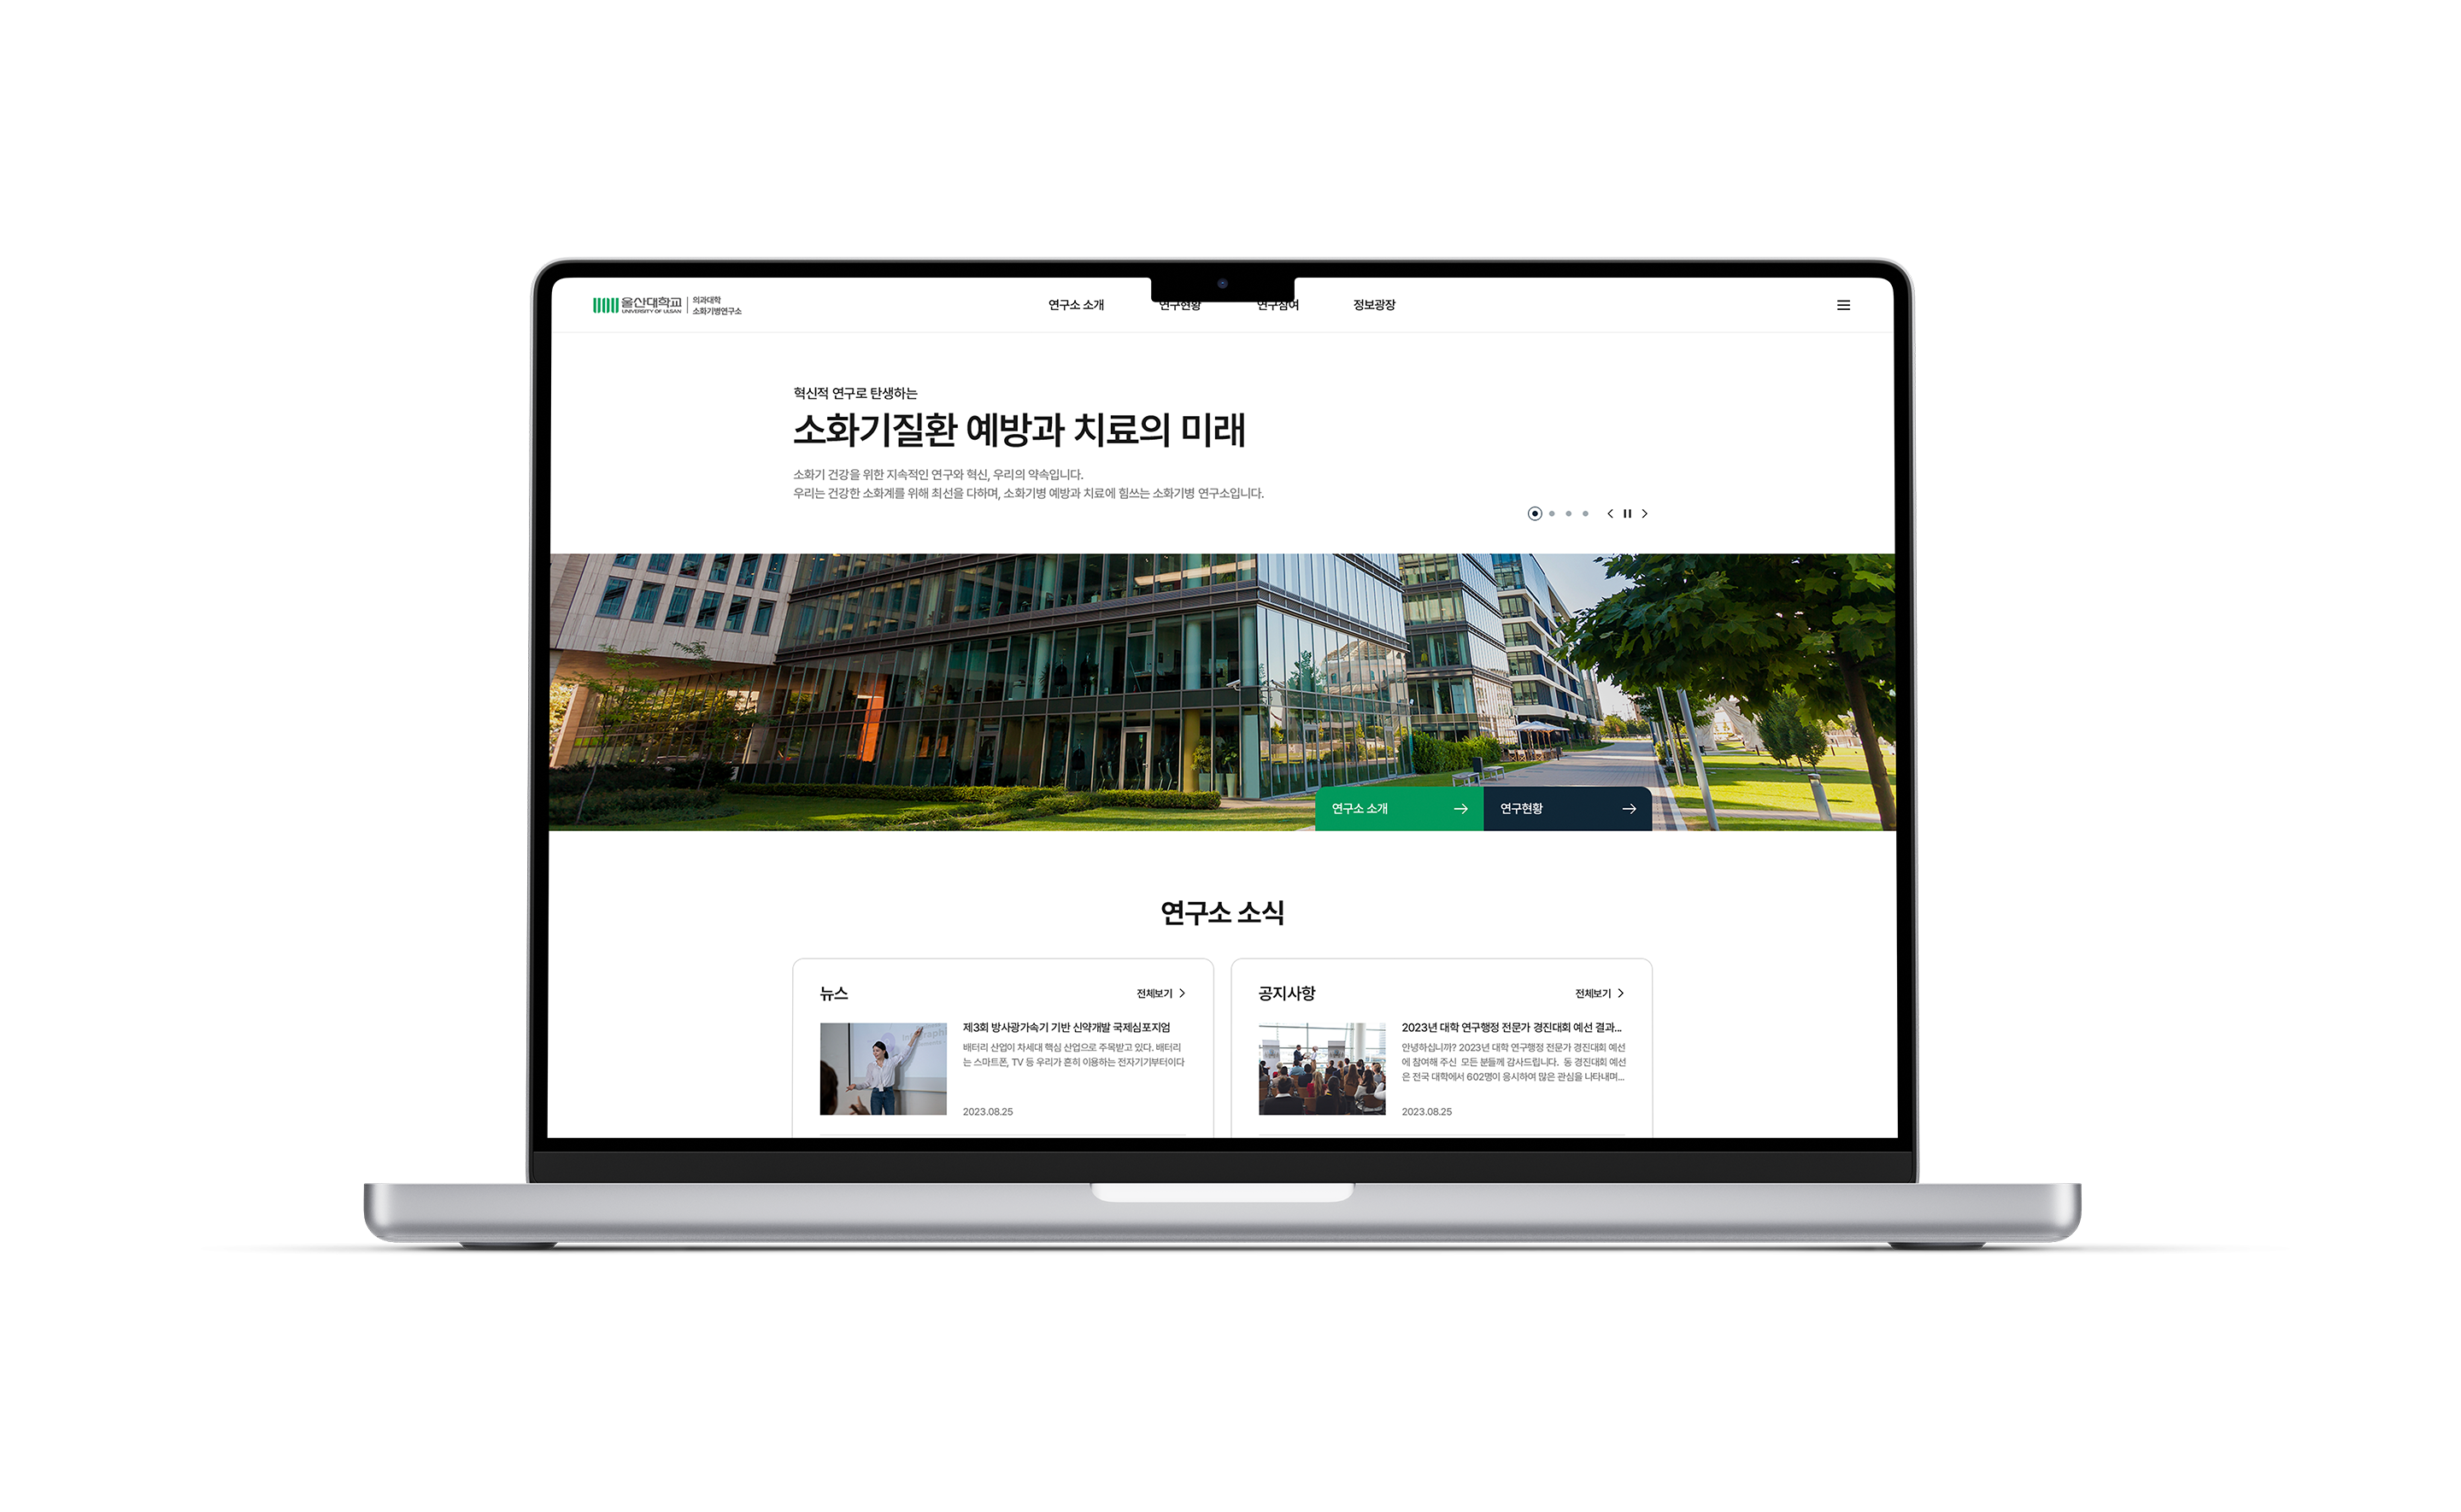 울산대학교
UNIVERSITY OF ULSAN
의과대학
소화기병연구소
연구소 소개
연구현황
연구참여
정보광장
혁신적 연구로 탄생하는
소화기질환 예방과 치료의 미래
소화기 건강을 위한 지속적인 연구와 혁신, 우리의 약속입니다.
우리는 건강한 소화계를 위해 최선을 다하며, 소화기병 예방과 치료에 힘쓰는 소화기병 연구소입니다.
연구소 소개
연구현황
연구소 소식
뉴스
전체보기
제3회 방사광가속기 기반 신약개발 국제심포지엄
배터리 산업이 차세대 핵심 산업으로 주목받고 있다. 배터리
는 스마트폰, TV 등 우리가 흔히 이용하는 전자기기부터이다
2023.08.25
공지사항
전체보기
2023년 대학 연구행정 전문가 경진대회 예선 결과...
안녕하십니까? 2023년 대학 연구행정 전문가 경진대회 예선
에 참여해 주신 모든 분들께 감사드립니다. 동 경진대회 예선
은 전국 대학에서 602명이 응시하여 많은 관심을 나타내며...
2023.08.25